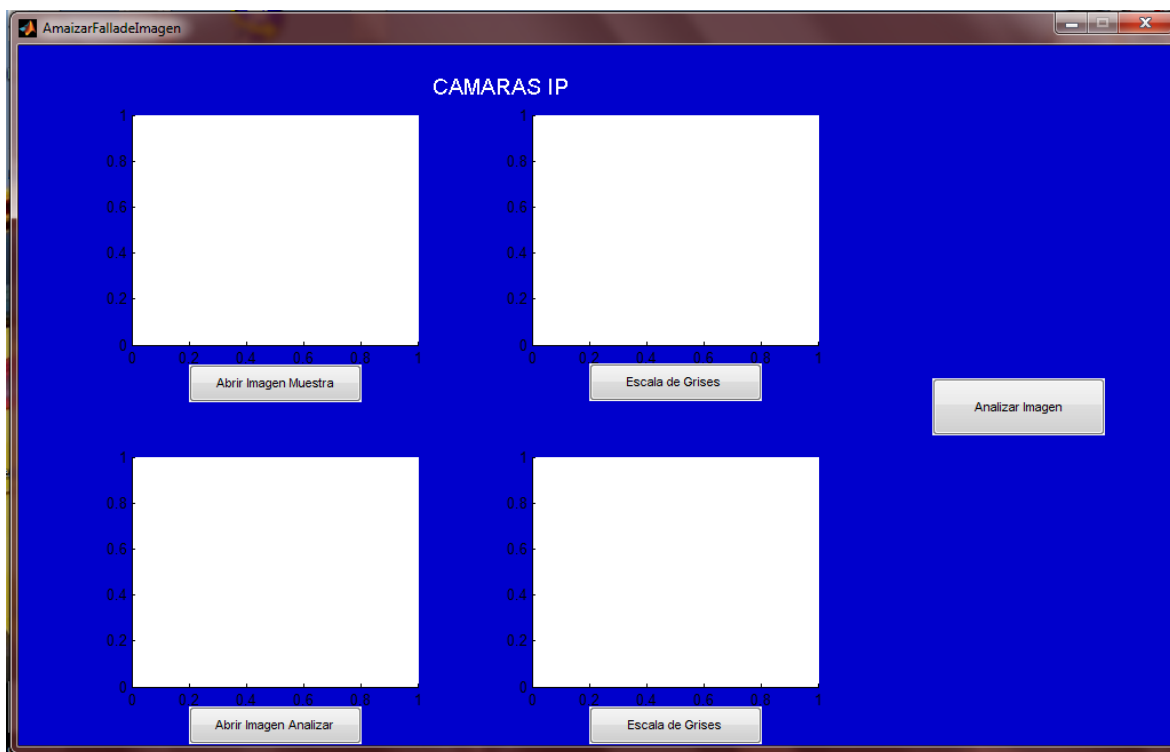 AmaizarFalladeImagen
CAMARAS IP
1
0.8
0.6
0.4
0.2
0
0 0.2 0.4 0.6 0.8 1
1
0.8
0.6
0.4
0.2
0
0 0.2 0.4 0.6 0.8 1
Abrir Imagen Muestra
Escala de Grises
Analizar Imagen
1
0.8
0.6
0.4
0.2
0
0 0.2 0.4 0.6 0.8 1
1
0.8
0.6
0.4
0.2
0
0 0.2 0.4 0.6 0.8 1
Abrir Imagen Analizar
Escala de Grises